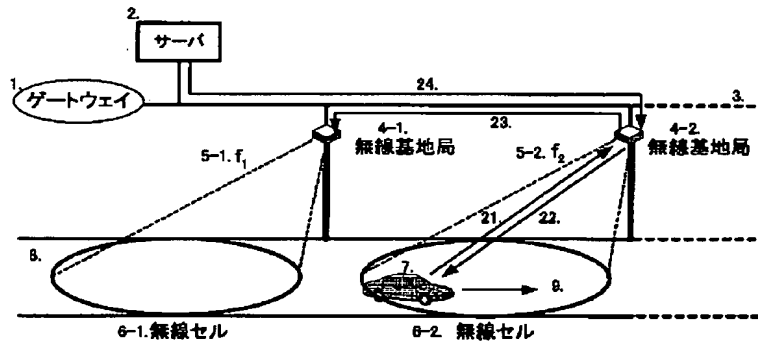 2.
サーバ
1.
ゲートウェイ
24.
3.
23.
4-1.
無線基地局
4-2.
無線基地局
5-1. f₁
5-2. f₂
21.
22.
8.
7.
9.
6-1.無線セル
6-2. 無線セル